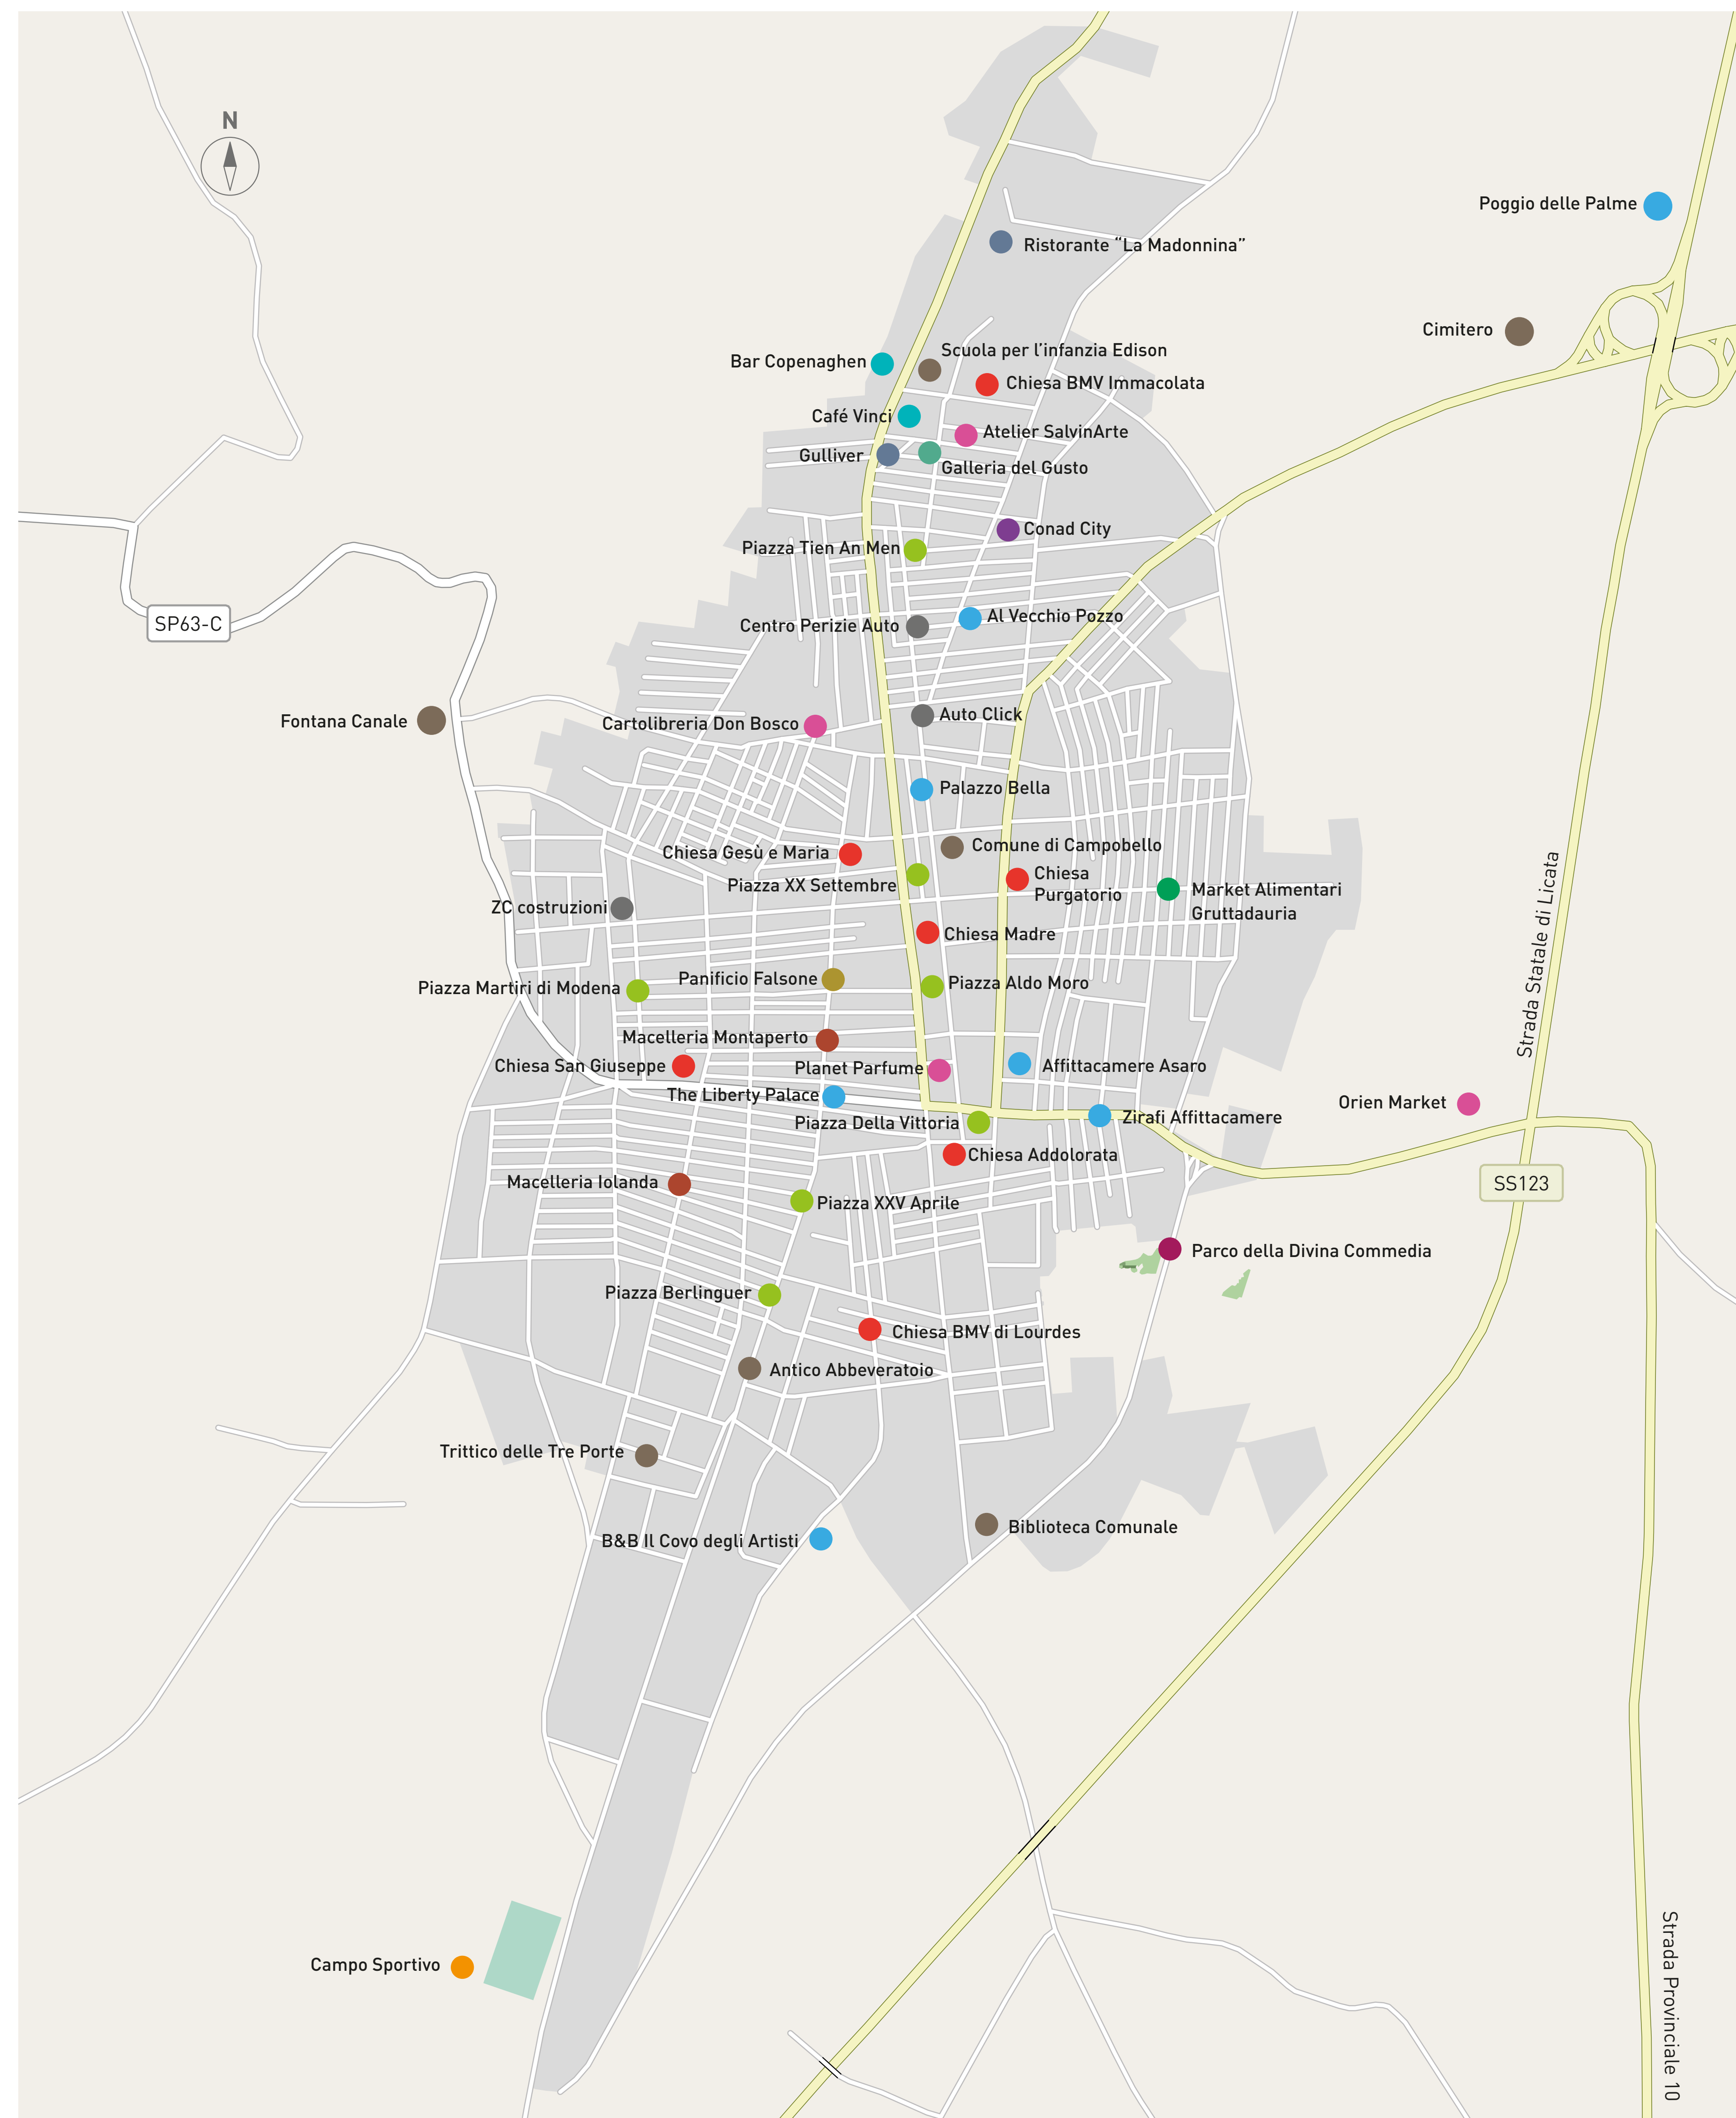 N
Poggio delle Palme
Ristorante “La Madonnina”
Cimitero
Scuola per l’infanzia Edison
Bar Copenaghen
Chiesa BMV Immacolata
Café Vinci
Atelier SalvinArte
Gulliver
Galleria del Gusto
Conad City
Piazza Tien An Men
SP63-C
Al Vecchio Pozzo
Centro Perizie Auto
Fontana Canale
Cartolibreria Don Bosco
Auto Click
Palazzo Bella
Comune di Campobello
Chiesa Gesù e Maria
Piazza XX Settembre
Chiesa
Purgatorio
Market Alimentari
Gruttadauria
ZC costruzioni
Chiesa Madre
Strada Statale di Licata
Panificio Falsone
Piazza Aldo Moro
Piazza Martiri di Modena
Macelleria Montaperto
Chiesa San Giuseppe
Planet Parfume
Affittacamere Asaro
The Liberty Palace
Orien Market
Piazza Della Vittoria
Zirafi Affittacamere
Chiesa Addolorata
Macelleria Iolanda
SS123
Piazza XXV Aprile
Parco della Divina Commedia
Piazza Berlinguer
Chiesa BMV di Lourdes
Antico Abbeveratoio
Trittico delle Tre Porte
Biblioteca Comunale
B&B Il Covo degli Artisti
Campo Sportivo
Strada Provinciale 10